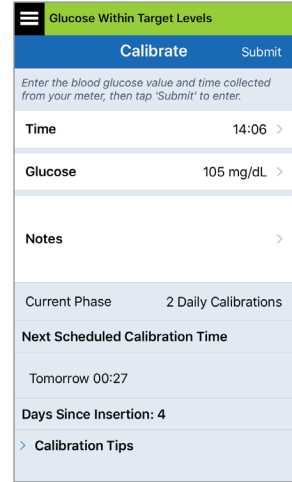 Glucose Within Target Levels
Calibrate Submit
Enter the blood glucose value and time collected
from your meter, then tap 'Submit' to enter.
Time 14:06
Glucose 105 mg/dL
Notes
Current Phase 2 Daily Calibrations
Next Scheduled Calibration Time
Tomorrow 00:27
Days Since Insertion: 4
Calibration Tips